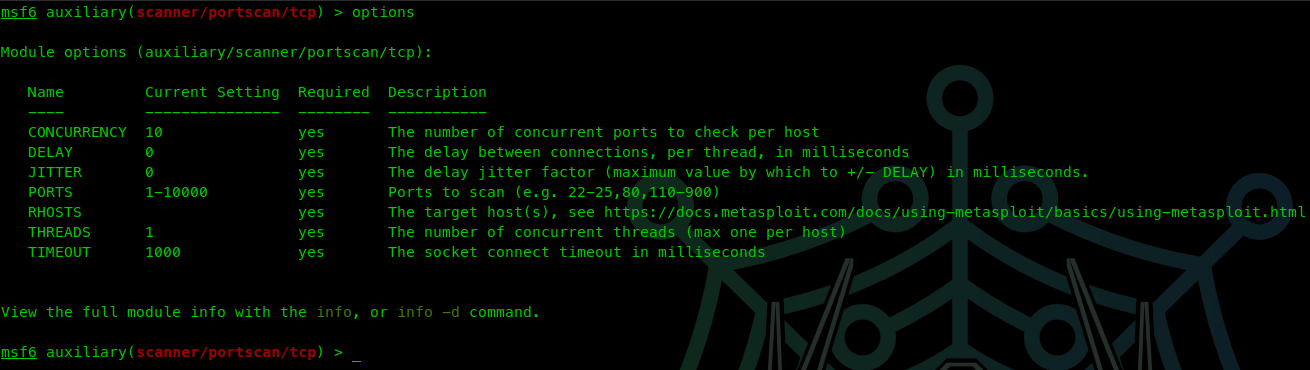 msf6 auxiliary(scanner/portscan/tcp) > options
Module options (auxiliary/scanner/portscan/tcp):
Name         Current Setting  Required  Description
----         ---------------  --------  -----------
CONCURRENCY  10               yes       The number of concurrent ports to check per host
DELAY        0                yes       The delay between connections, per thread, in milliseconds
JITTER       0                yes       The delay jitter factor (maximum value by which to +/- DELAY) in milliseconds.
PORTS        1-10000          yes       Ports to scan (e.g. 22-25,80,110-900)
RHOSTS                        yes       The target host(s), see https://docs.metasploit.com/docs/using-metasploit/basics/using-metasploit.html
THREADS      1                yes       The number of concurrent threads (max one per host)
TIMEOUT      1000             yes       The socket connect timeout in milliseconds
View the full module info with the info, or info -d command.
msf6 auxiliary(scanner/portscan/tcp) > _